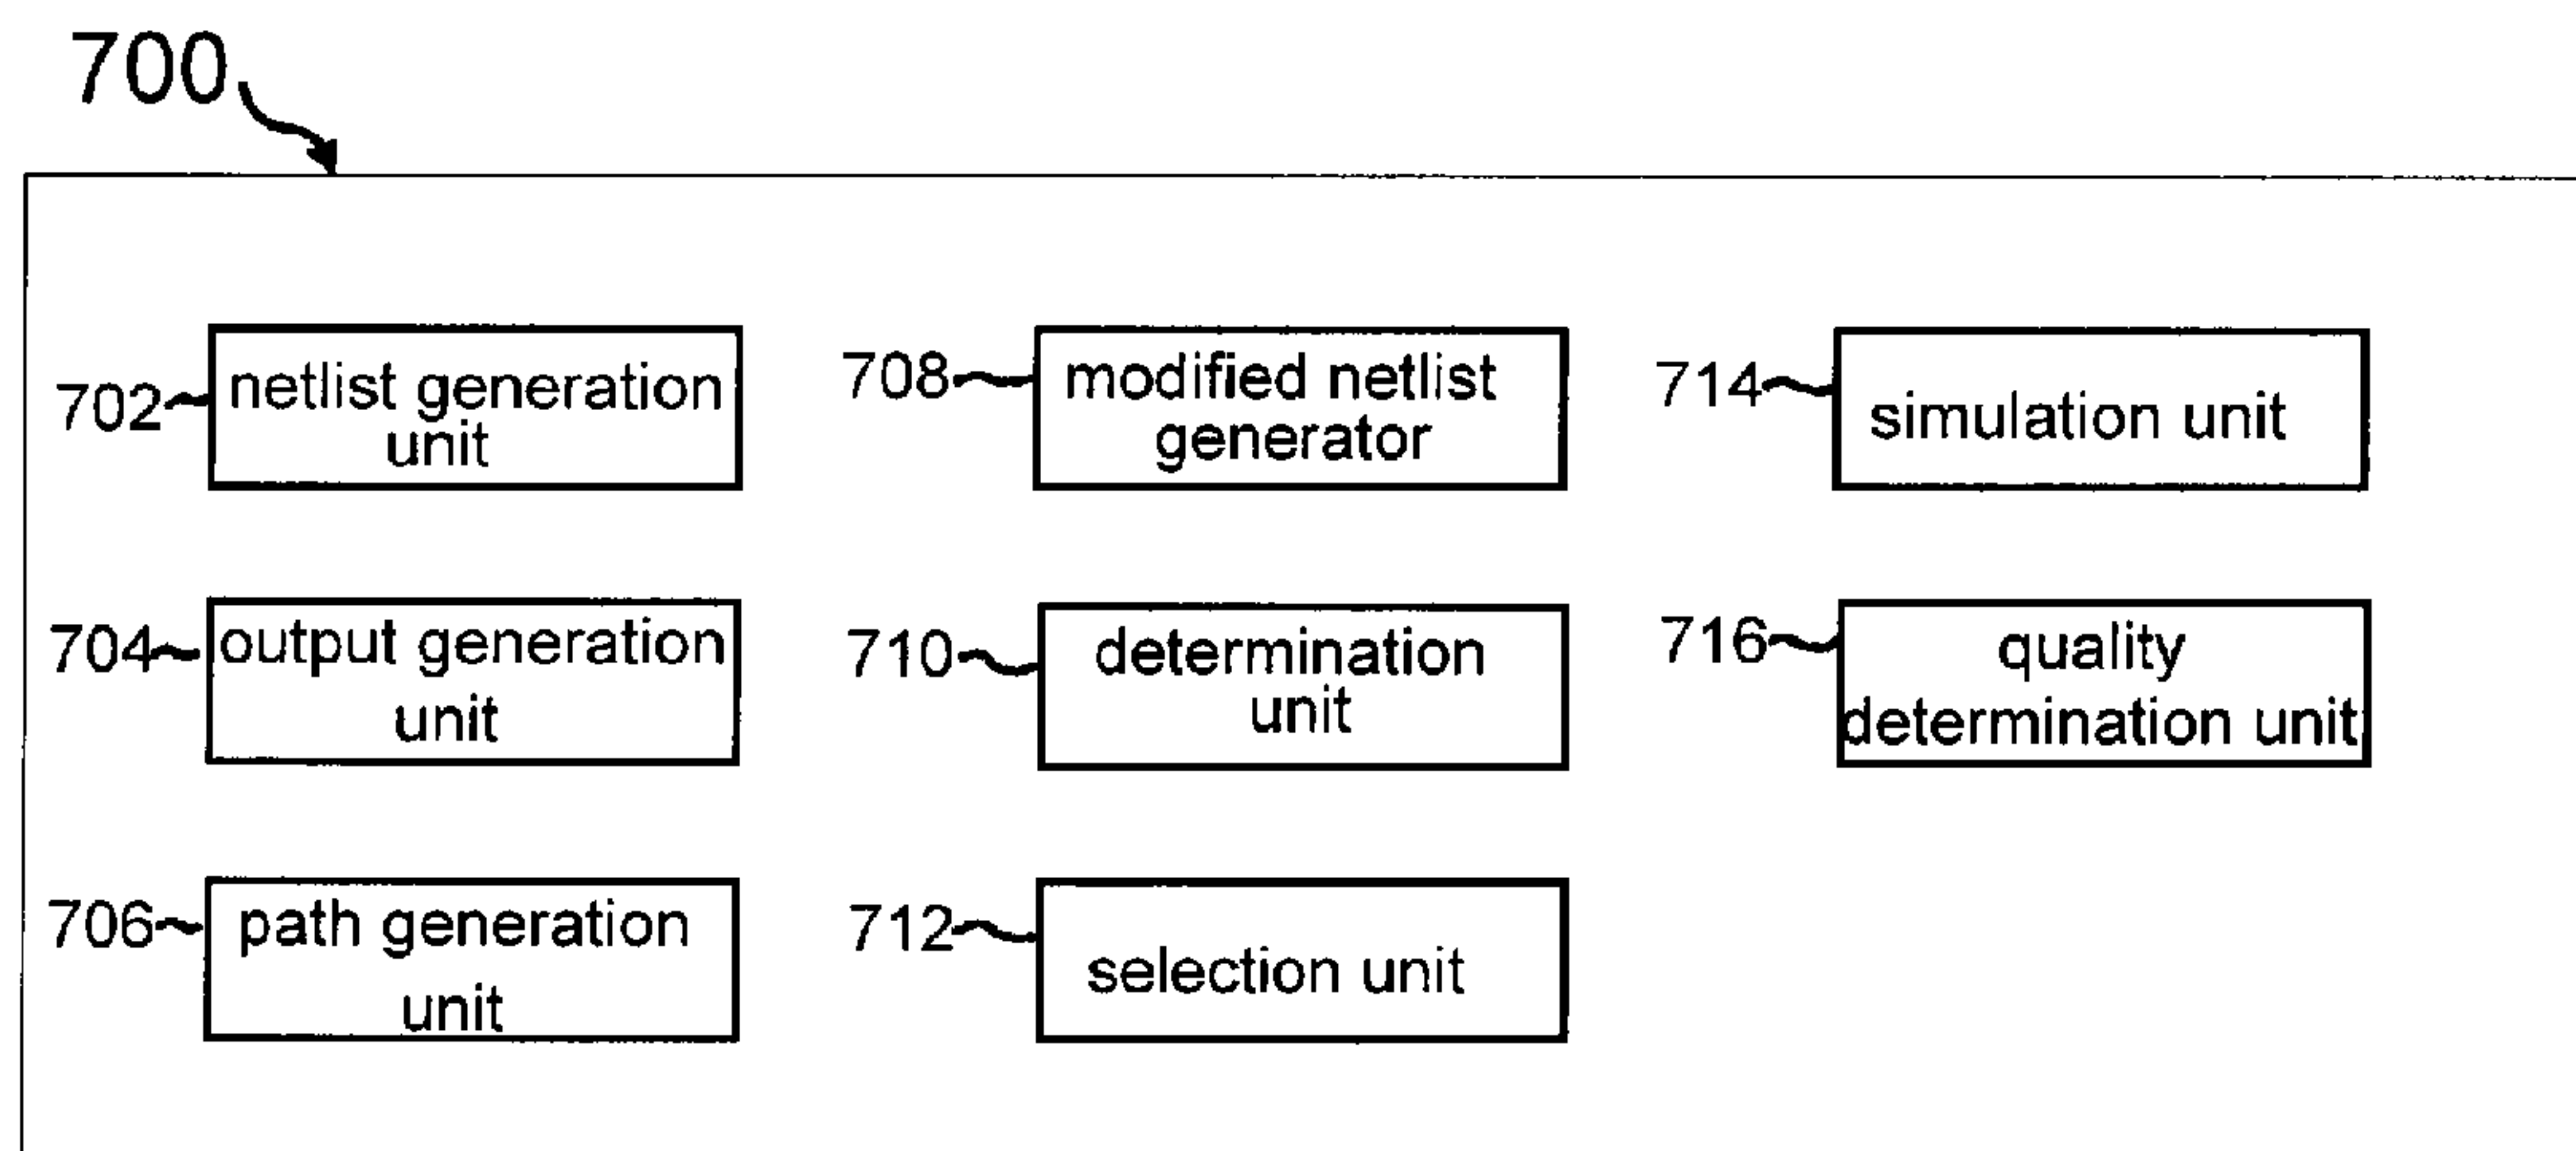 700
702
netlist generation
unit
708
modified netlist
generator
714
simulation unit
704
output generation
unit
710
determination
unit
716
quality
determination unit
706
path generation
unit
712
selection unit